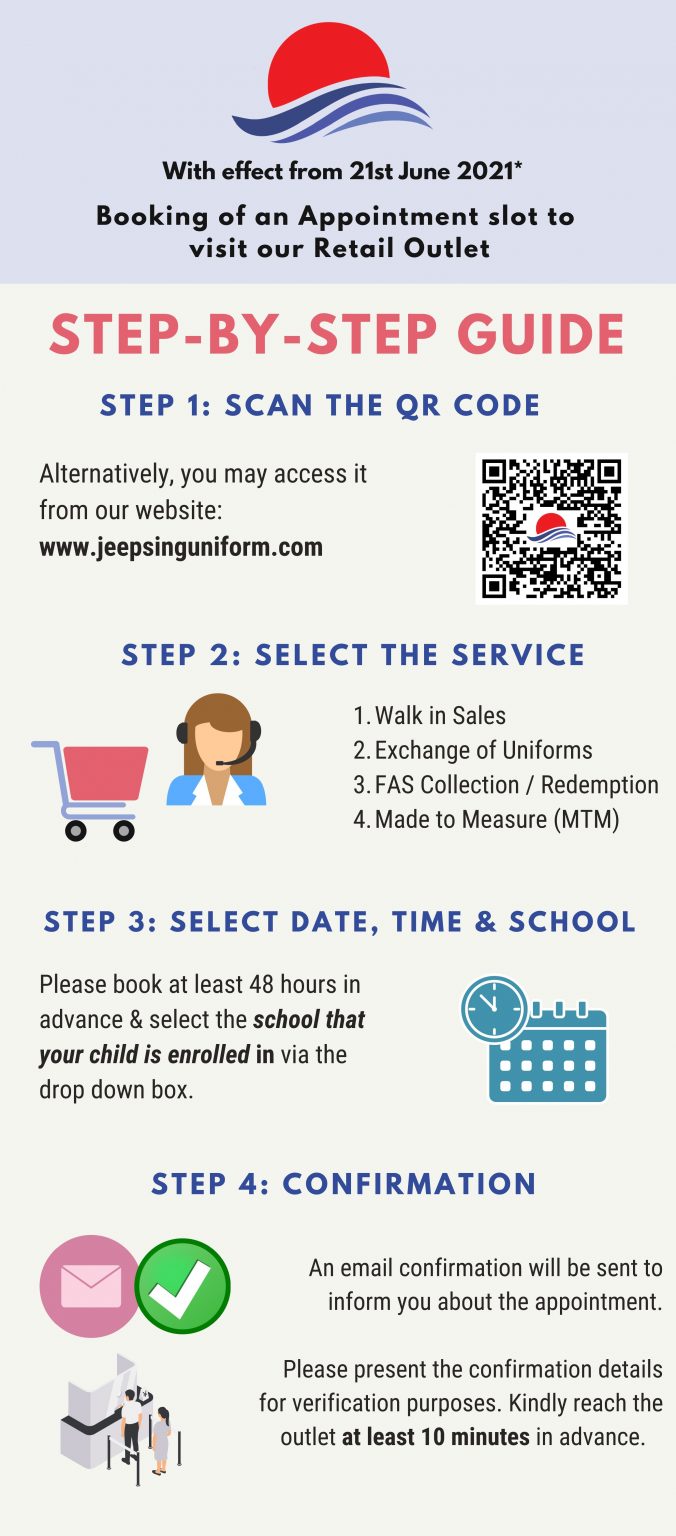 With effect from 21st June 2021*
Booking of an Appointment slot to
visit our Retail Outlet
STEP-BY-STEP GUIDE
STEP 1: SCAN THE QR CODE
Alternatively, you may access it
from our website:
www.jeepsinguniform.com
STEP 2: SELECT THE SERVICE
1. Walk in Sales
2. Exchange of Uniforms
3. FAS Collection / Redemption
4. Made to Measure (MTM)
STEP 3: SELECT DATE, TIME & SCHOOL
Please book at least 48 hours in
advance & select the school that
your child is enrolled in via the
drop down box.
STEP 4: CONFIRMATION
An email confirmation will be sent to
inform you about the appointment.
Please present the confirmation details
for verification purposes. Kindly reach the
outlet at least 10 minutes in advance.